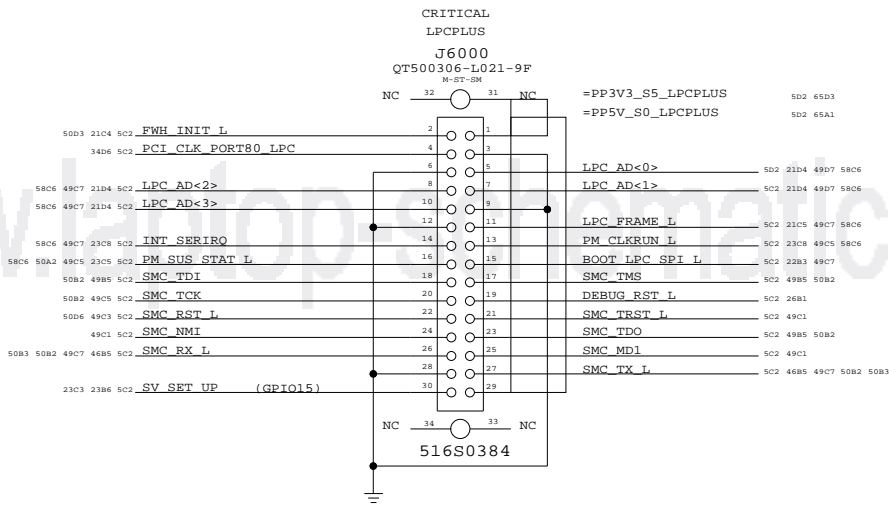 CRITICAL
LPCPLUS
J6000
QT500306-L021-9F
M-ST-SM
NC 32 31 NC =PP3V3_S5_LPCPLUS 5D2 65D3
=PP5V_S0_LPCPLUS 5D2 65A1
50D3 21C4 5C2 FWH_INIT_L 2 1
34D6 5C2 PCI_CLK_PORT80_LPC 4 3
6 5 LPC_AD<0> 5D2 21D4 49D7 58C6
58C6 49C7 21D4 5C2 LPC_AD<2> 8 7 LPC_AD<1> 5C2 21D4 49D7 58C6
58C6 49C7 21D4 5C2 LPC_AD<3> 10 9
12 11 LPC_FRAME_L 5C2 21C5 49C7 58C6
58C6 49C7 23C8 5C2 INT_SERIRQ 14 13 PM_CLKRUN_L 5C2 23C8 49C5 58C6
58C6 50A2 49C5 23C5 5C2 PM_SUS_STAT_L 16 15 BOOT_LPC_SPI_L 5C2 22B3 49C7
50B2 49B5 5C2 SMC_TDI 18 17 SMC_TMS 5C2 49B5 50B2
50B2 49C5 5C2 SMC_TCK 20 19 DEBUG_RST_L 5C2 26B1
50D6 49C3 5C2 SMC_RST_L 22 21 SMC_TRST_L 5C2 49C1
49C1 5C2 SMC_NMI 24 23 SMC_TDO 5C2 49B5 50B2
50B3 50B2 49C7 46B5 5C2 SMC_RX_L 26 25 SMC_MD1 5C2 49C1
28 27 SMC_TX_L 5C2 46B5 49C7 50B2 50B3
23C3 23B6 5C2 SV_SET_UP (GPIO15) 30 29
NC 34 33 NC
516S0384
w.laptop-schematic